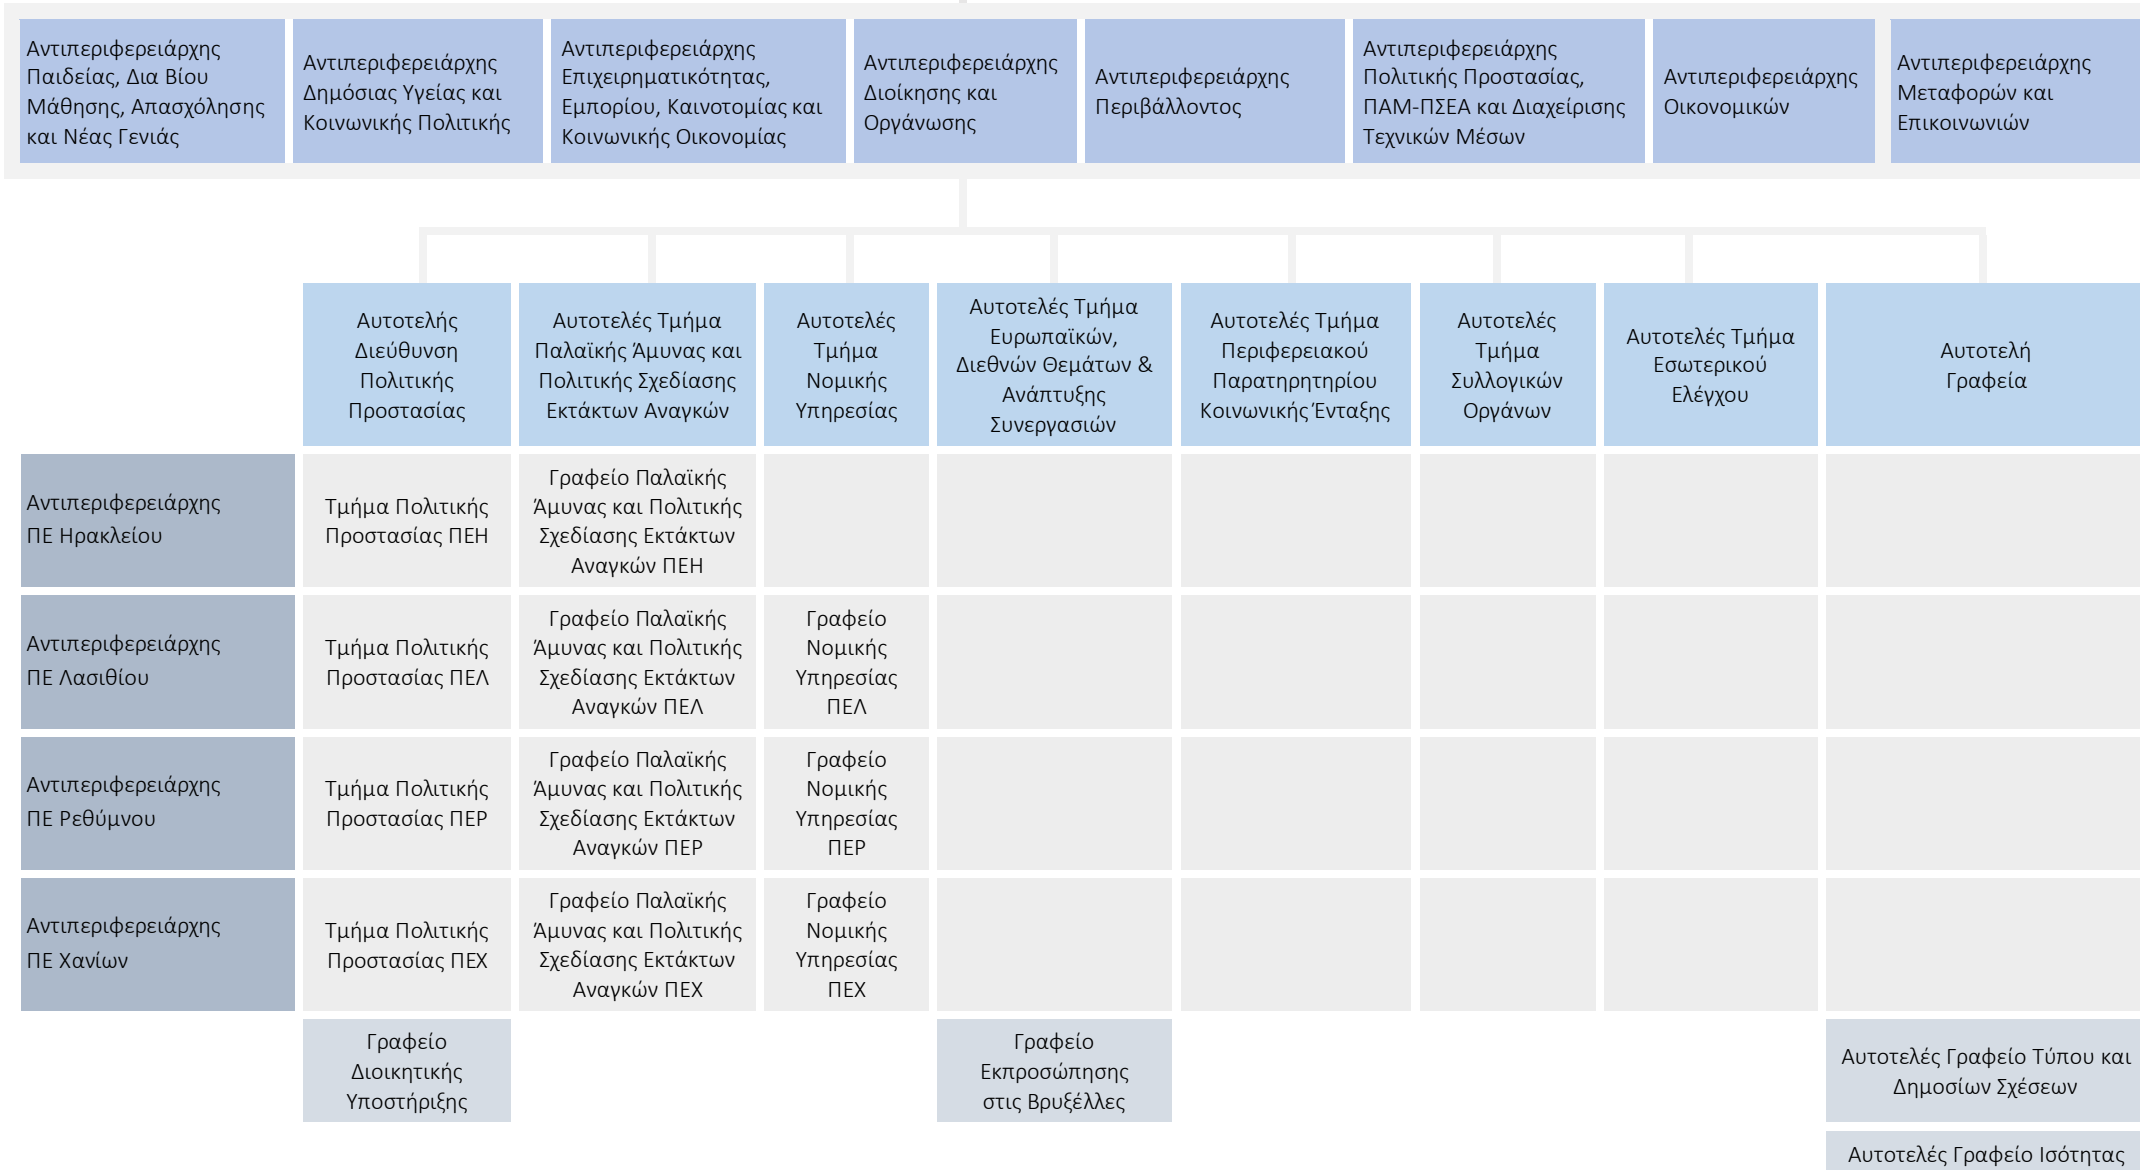 Αντιπεριφερειάρχης
Παιδείας, Δια Βίου
Μάθησης, Απασχόλησης
και Νέας Γενιάς
Αντιπεριφερειάρχης
Δημόσιας Υγείας και
Κοινωνικής Πολιτικής
Αντιπεριφερειάρχης
Επιχειρηματικότητας,
Εμπορίου, Καινοτομίας και
Κοινωνικής Οικονομίας
Αντιπεριφερειάρχης
Διοίκησης και
Οργάνωσης
Αντιπεριφερειάρχης
Περιβάλλοντος
Αντιπεριφερειάρχης
Πολιτικής Προστασίας,
ΠΑΜ-ΠΣΕΑ και Διαχείρισης
Τεχνικών Μέσων
Αντιπεριφερειάρχης
Οικονομικών
Αντιπεριφερειάρχης
Μεταφορών και
Επικοινωνιών
Αυτοτελής
Διεύθυνση
Πολιτικής
Προστασίας
Αυτοτελές Τμήμα
Παλαϊκής Άμυνας και
Πολιτικής Σχεδίασης
Εκτάκτων Αναγκών
Αυτοτελές
Τμήμα
Νομικής
Υπηρεσίας
Αυτοτελές Τμήμα
Ευρωπαϊκών,
Διεθνών Θεμάτων &
Ανάπτυξης
Συνεργασιών
Αυτοτελές Τμήμα
Περιφερειακού
Παρατηρητηρίου
Κοινωνικής Ένταξης
Αυτοτελές
Τμήμα
Συλλογικών
Οργάνων
Αυτοτελές Τμήμα
Εσωτερικού
Ελέγχου
Αυτοτελή
Γραφεία
Αντιπεριφερειάρχης
ΠΕ Ηρακλείου
Τμήμα Πολιτικής
Προστασίας ΠΕΗ
Γραφείο Παλαϊκής
Άμυνας και Πολιτικής
Σχεδίασης Εκτάκτων
Αναγκών ΠΕΗ
Αντιπεριφερειάρχης
ΠΕ Λασιθίου
Τμήμα Πολιτικής
Προστασίας ΠΕΛ
Γραφείο Παλαϊκής
Άμυνας και Πολιτικής
Σχεδίασης Εκτάκτων
Αναγκών ΠΕΛ
Γραφείο
Νομικής
Υπηρεσίας
ΠΕΛ
Αντιπεριφερειάρχης
ΠΕ Ρεθύμνου
Τμήμα Πολιτικής
Προστασίας ΠΕΡ
Γραφείο Παλαϊκής
Άμυνας και Πολιτικής
Σχεδίασης Εκτάκτων
Αναγκών ΠΕΡ
Γραφείο
Νομικής
Υπηρεσίας
ΠΕΡ
Αντιπεριφερειάρχης
ΠΕ Χανίων
Τμήμα Πολιτικής
Προστασίας ΠΕΧ
Γραφείο Παλαϊκής
Άμυνας και Πολιτικής
Σχεδίασης Εκτάκτων
Αναγκών ΠΕΧ
Γραφείο
Νομικής
Υπηρεσίας
ΠΕΧ
Γραφείο
Διοικητικής
Υποστήριξης
Γραφείο
Εκπροσώπησης
στις Βρυξέλλες
Αυτοτελές Γραφείο Τύπου και
Δημοσίων Σχέσεων
Αυτοτελές Γραφείο Ισότητας